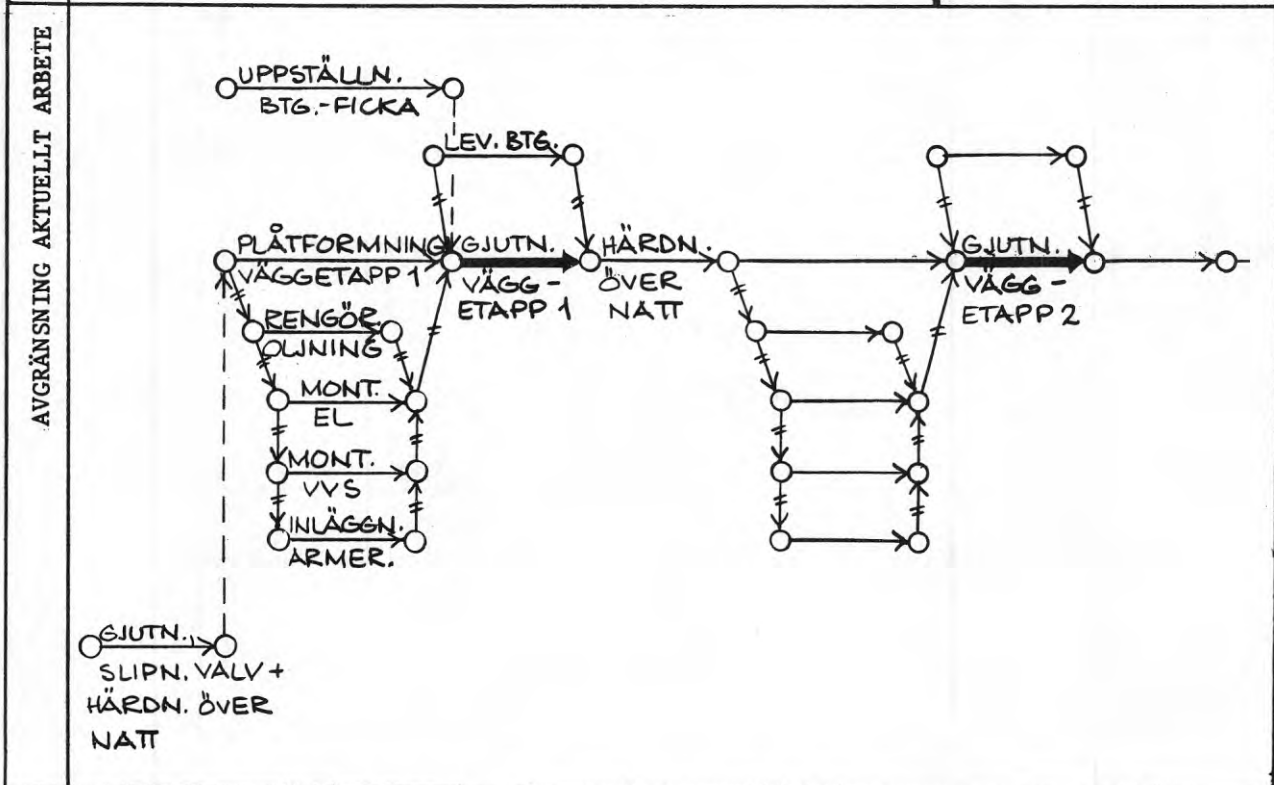 AVGRÄNSNING AKTUELLT ARBETE
UPPSTÄLLN.
BTG.-FICKA
LEV. BTG.
PLÅTFORMNING
VÄGGETAPP 1
GJUTN.
VÄGG-
ETAPP 1
HÄRDN.
ÖVER
NATT
GJUTN.
VÄGG-
ETAPP 2
RENGÖR.
OLJNING
MONT.
EL
MONT.
VVS
INLÄGGN.
ARMER.
GJUTN.,
SLIPN. VALV +
HÄRDN. ÖVER
NATT